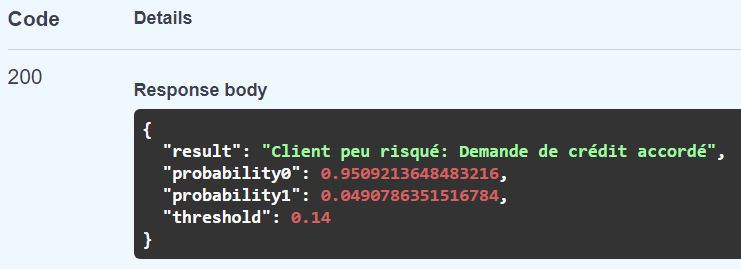 Code Details
200
Response body
{
"result": "Client peu risqué: Demande de crédit accordé",
"probability0": 0.9509213648483216,
"probability1": 0.0490786351516784,
"threshold": 0.14
}